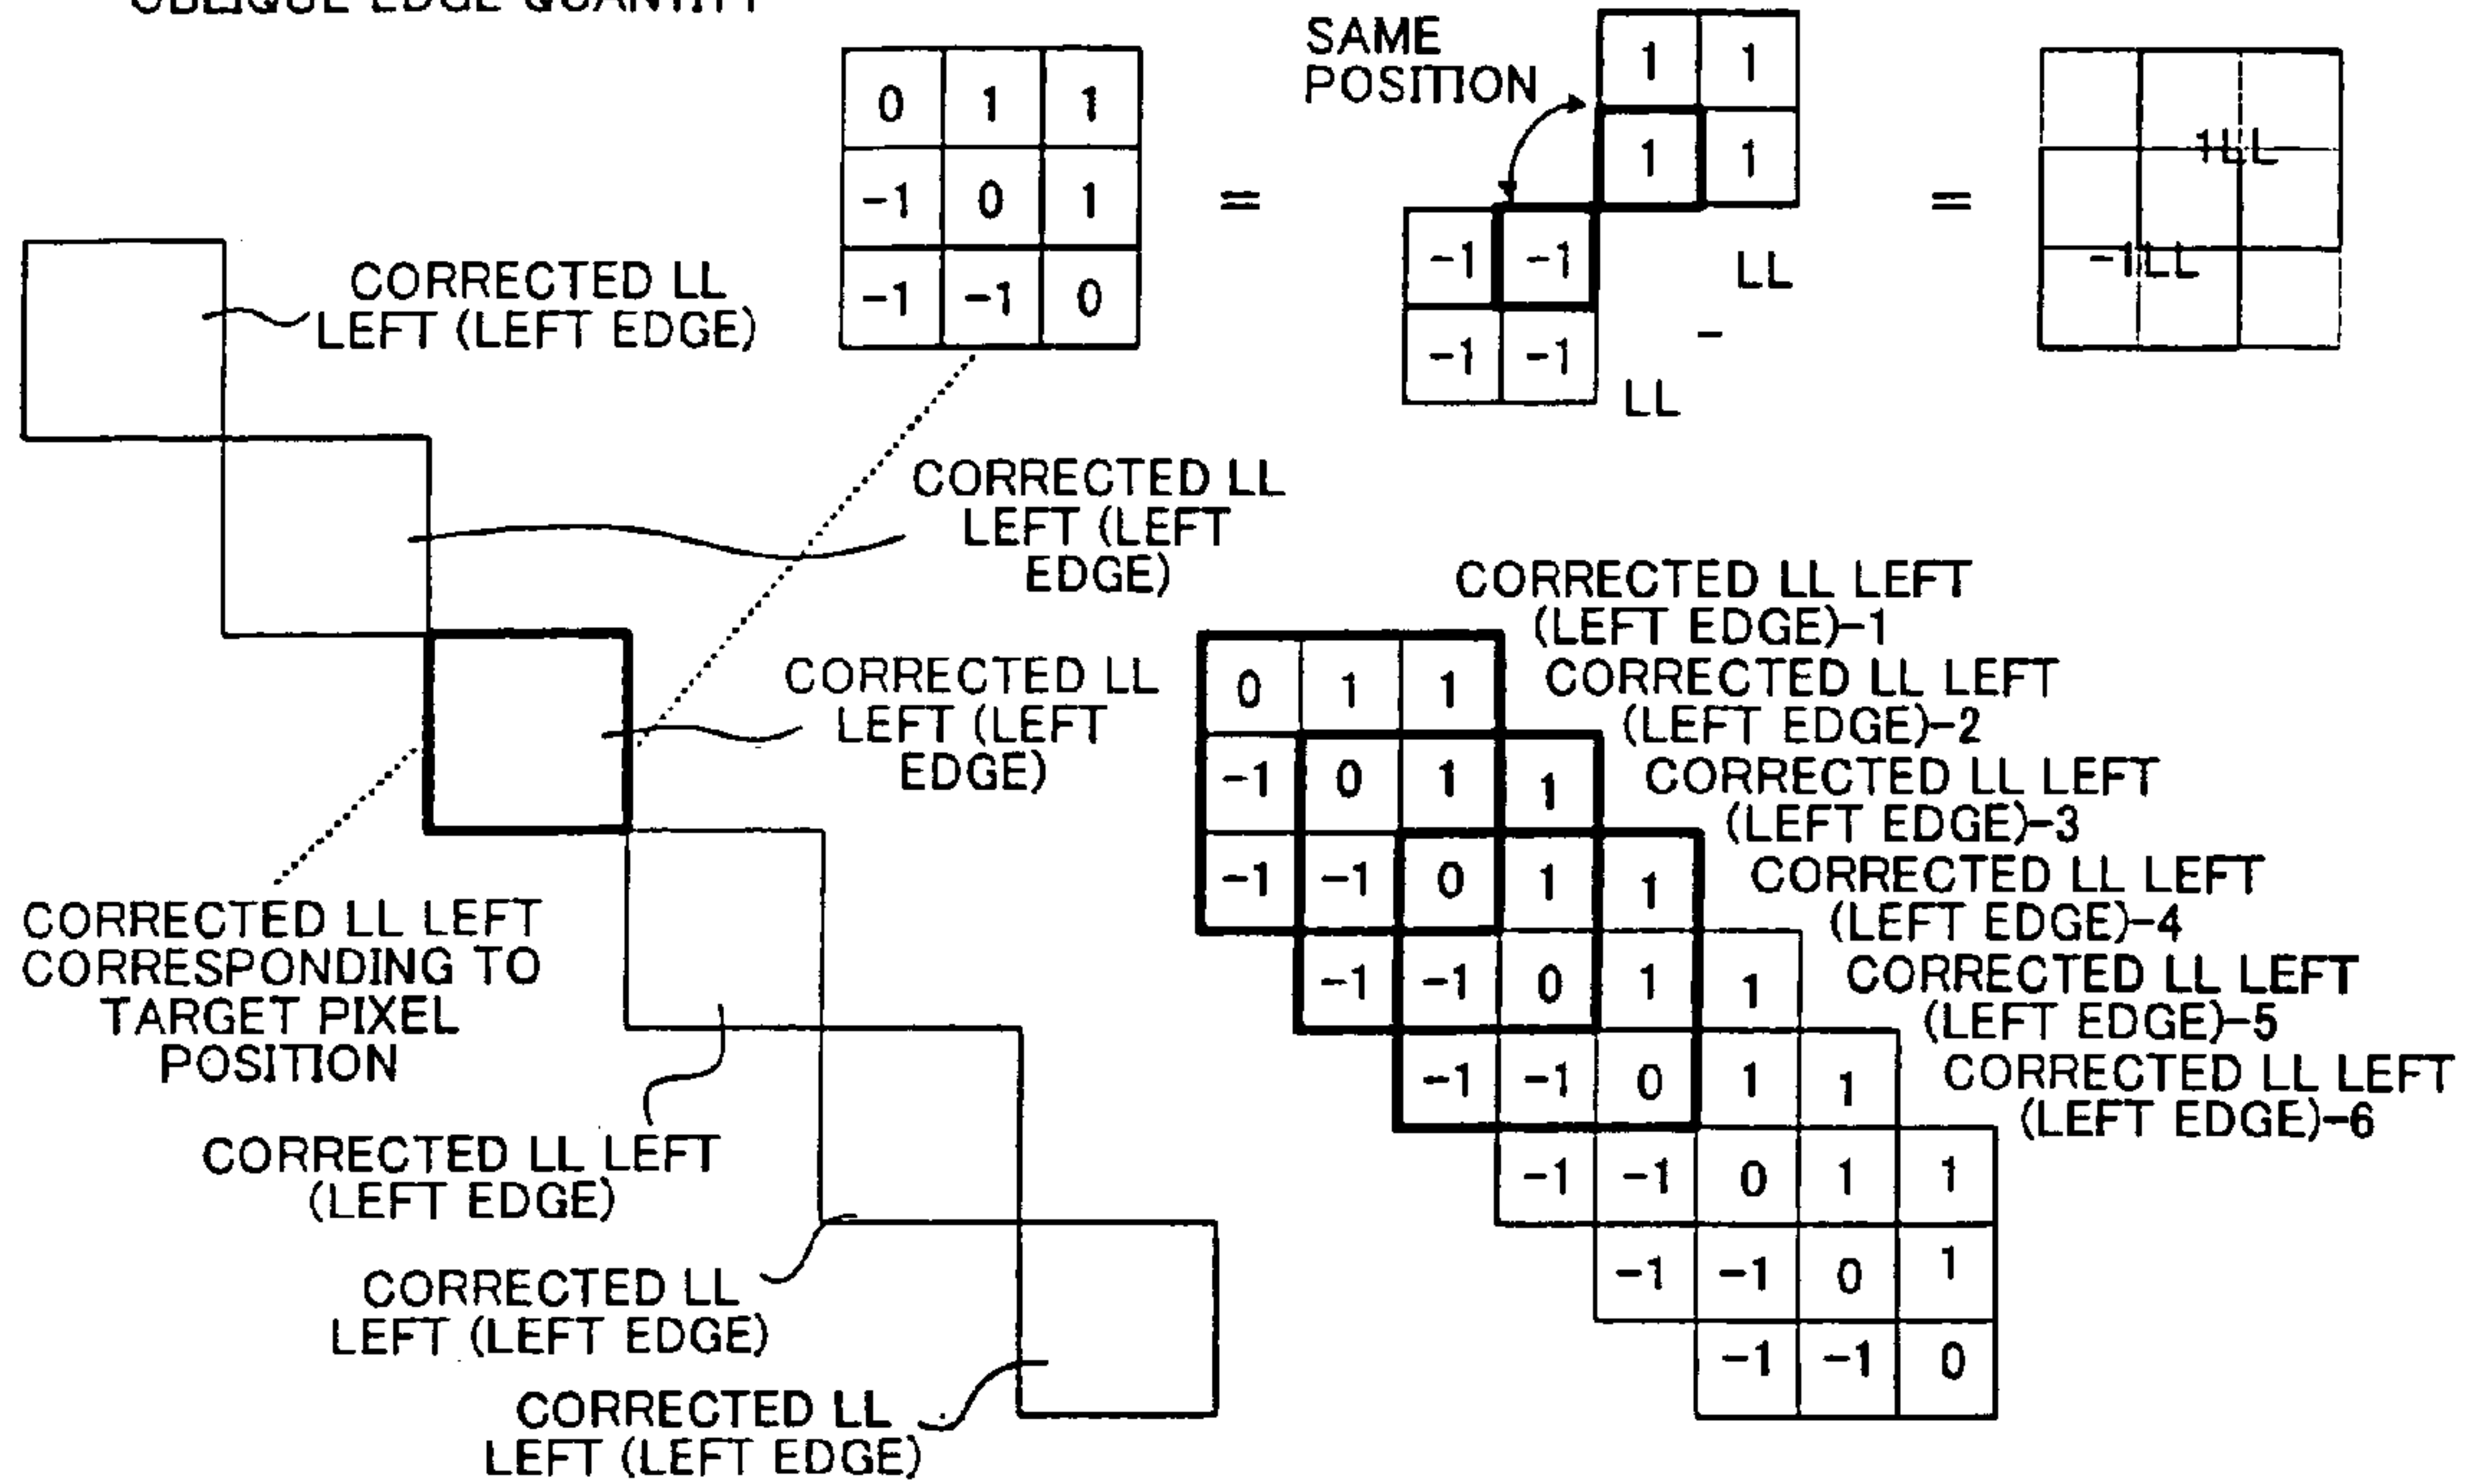 OBLIQUE EDGE QUANTITY
0 1 1
-1 0 1
-1 -1 0
=
SAME
POSITION
1 1
1 1
-1 -1
-1 -1
LL
-
LL
=
1LL
-1LL
CORRECTED LL
LEFT (LEFT EDGE)
CORRECTED LL
LEFT (LEFT
EDGE)
CORRECTED LL
LEFT (LEFT
EDGE)
CORRECTED LL LEFT
CORRESPONDING TO
TARGET PIXEL
POSITION
CORRECTED LL LEFT
(LEFT EDGE)
CORRECTED LL
LEFT (LEFT EDGE)
CORRECTED LL
LEFT (LEFT EDGE)
CORRECTED LL LEFT
(LEFT EDGE)-1
CORRECTED LL LEFT
(LEFT EDGE)-2
CORRECTED LL LEFT
(LEFT EDGE)-3
CORRECTED LL LEFT
(LEFT EDGE)-4
CORRECTED LL LEFT
(LEFT EDGE)-5
CORRECTED LL LEFT
(LEFT EDGE)-6
0 1 1
-1 0 1 1
-1 -1 0 1 1
-1 -1 0 1 1
-1 -1 0 1 1
-1 -1 0 1 1
-1 -1 0 1
-1 -1 0